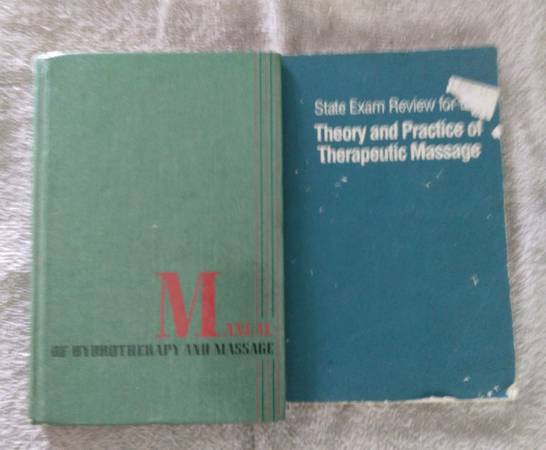 MANUAL
OF HYDROTHERAPY AND MASSAGE
State Exam Review for
Theory and Practice of
Therapeutic Massage